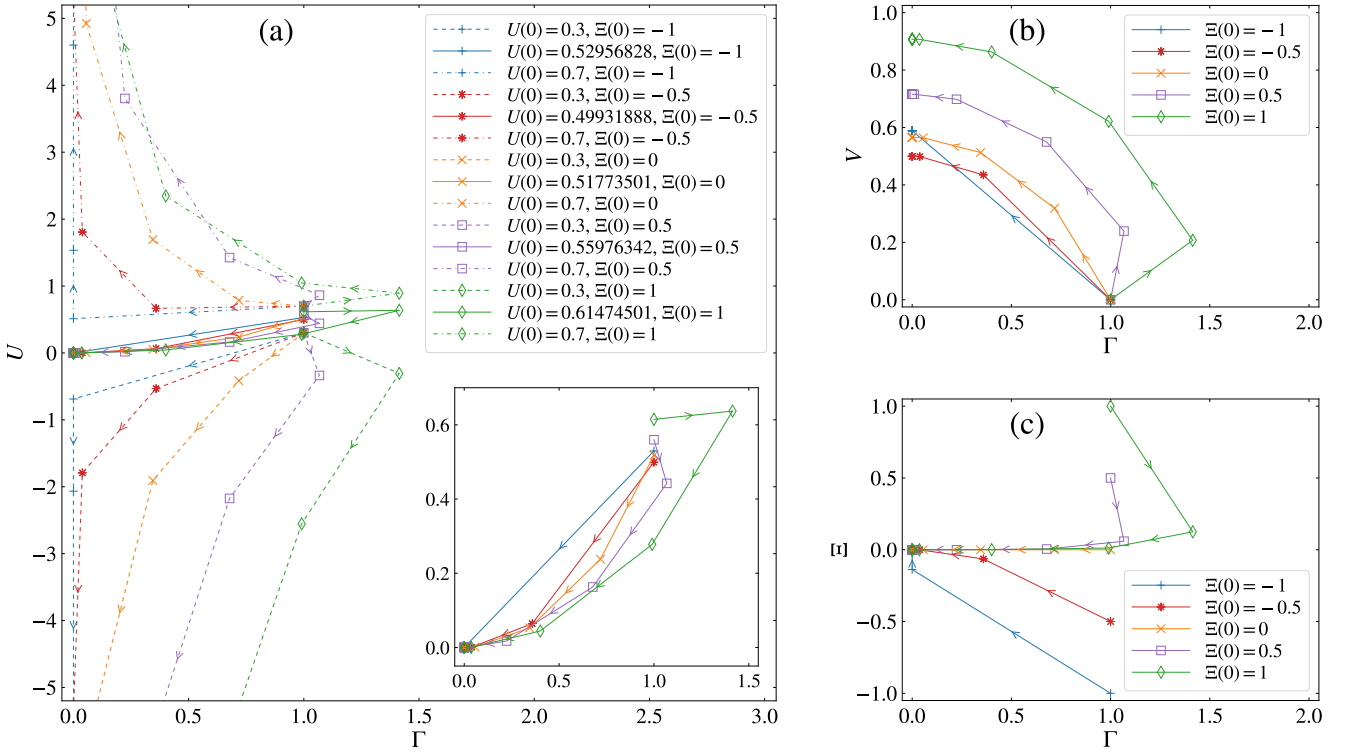 (a)
U(0)=0.3, Ξ(0)=−1
U(0)=0.52956828, Ξ(0)=−1
U(0)=0.7, Ξ(0)=−1
U(0)=0.3, Ξ(0)=−0.5
U(0)=0.49931888, Ξ(0)=−0.5
U(0)=0.7, Ξ(0)=−0.5
U(0)=0.3, Ξ(0)=0
U(0)=0.51773501, Ξ(0)=0
U(0)=0.7, Ξ(0)=0
U(0)=0.3, Ξ(0)=0.5
U(0)=0.55976342, Ξ(0)=0.5
U(0)=0.7, Ξ(0)=0.5
U(0)=0.3, Ξ(0)=1
U(0)=0.61474501, Ξ(0)=1
U(0)=0.7, Ξ(0)=1
5
4
3
2
1
0
−1
−2
−3
−4
−5
U
0.0 0.5 1.0 1.5 2.0 2.5 3.0
Γ
0.6
0.4
0.2
0.0
0.0 0.5 1.0 1.5
(b)
Ξ(0)=−1
Ξ(0)=−0.5
Ξ(0)=0
Ξ(0)=0.5
Ξ(0)=1
1.0
0.8
0.6
0.4
0.2
0.0
V
0.0 0.5 1.0 1.5 2.0
Γ
(c)
1.0
0.5
0.0
−0.5
−1.0
Ξ
Ξ(0)=−1
Ξ(0)=−0.5
Ξ(0)=0
Ξ(0)=0.5
Ξ(0)=1
0.0 0.5 1.0 1.5 2.0
Γ